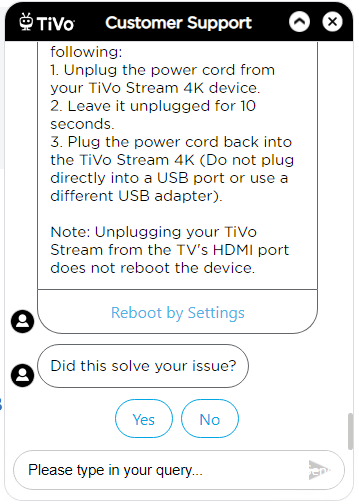 TiVo Customer Support
following:
1. Unplug the power cord from
your TiVo Stream 4K device.
2. Leave it unplugged for 10
seconds.
3. Plug the power cord back into
the TiVo Stream 4K (Do not plug
directly into a USB port or use a
different USB adapter).
Note: Unplugging your TiVo
Stream from the TV's HDMI port
does not reboot the device.
Reboot by Settings
Did this solve your issue?
Yes No
Please type in your query...